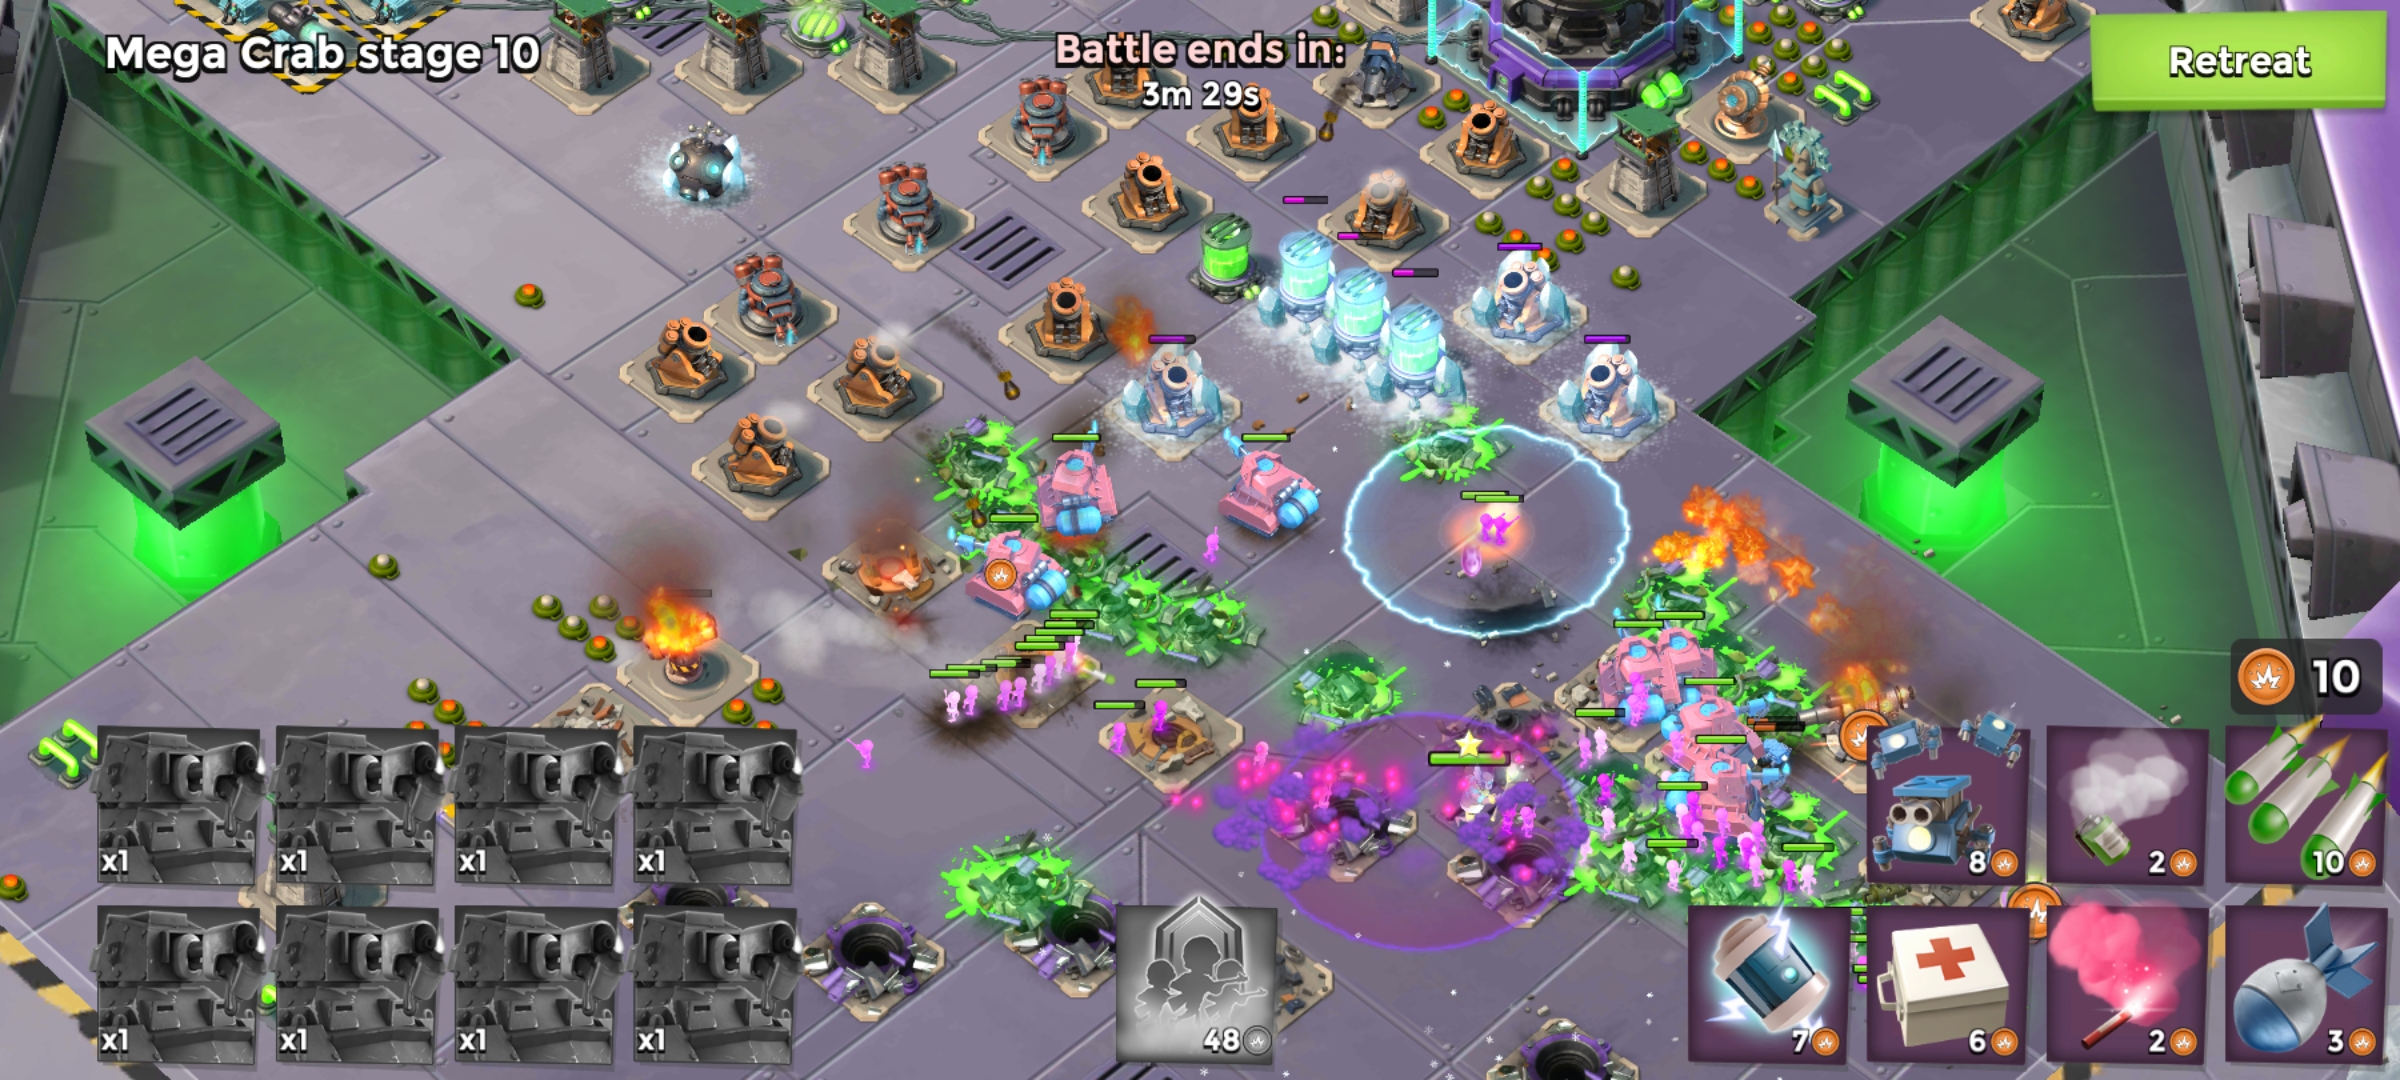 Mega Crab stage 10
Battle ends in:
3m 29s
Retreat
10
x1
x1
x1
x1
8
2
10
x1
x1
x1
x1
48
7
6
2
3